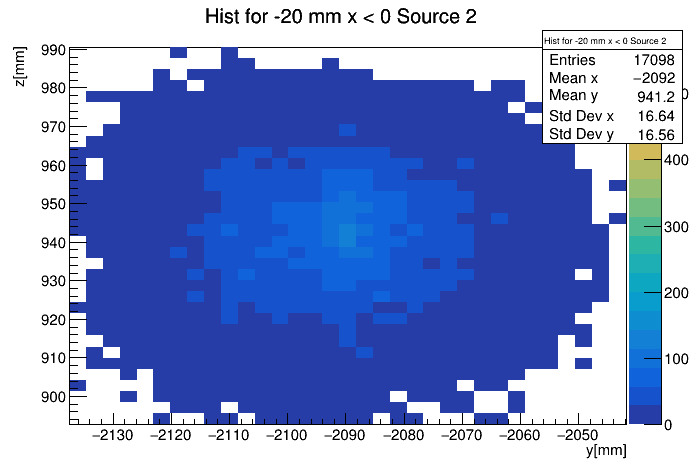 Hist for -20 mm x < 0 Source 2
Hist for -20 mm x < 0 Source 2
Entries 17098
Mean x −2092
Mean y 941.2
Std Dev x 16.64
Std Dev y 16.56
z[mm]
990
980
970
960
950
940
930
920
910
900
400
300
200
100
0
−2130 −2120 −2110 −2100 −2090 −2080 −2070 −2060 −2050
y[mm]